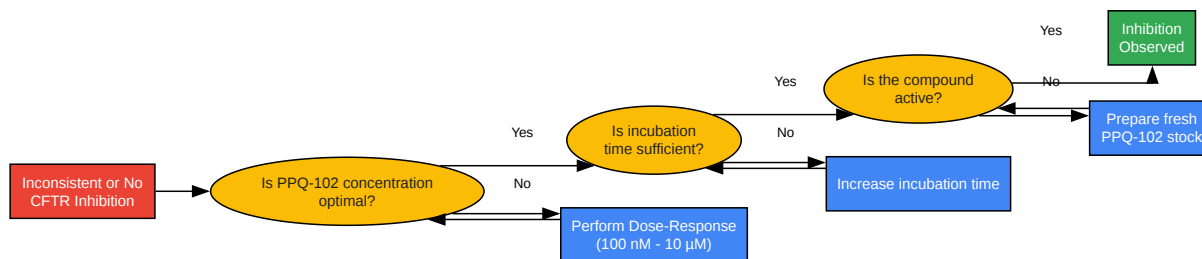 Inconsistent or No
CFTR Inhibition
Is PPQ-102 concentration
optimal?
Yes
No
Perform Dose-Response
(100 nM - 10 µM)
Is incubation
time sufficient?
Yes
No
Increase incubation time
Is the compound
active?
Yes
No
Prepare fresh
PPQ-102 stock
Inhibition
Observed